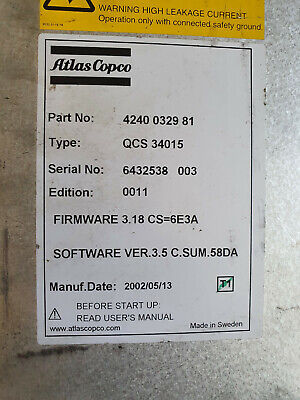 WARNING HIGH LEAKAGE CURRENT
Operation only with connected safety ground.
Atlas Copco
Part No: 4240 0329 81
Type: QCS 34015
Serial No: 6432538 003
Edition: 0011
FIRMWARE 3.18 CS=6E3A
SOFTWARE VER.3.5 C.SUM.58DA
Manuf.Date: 2002/05/13 T1
BEFORE START UP:
READ USER'S MANUAL
www.atlascopco.com Made in Sweden